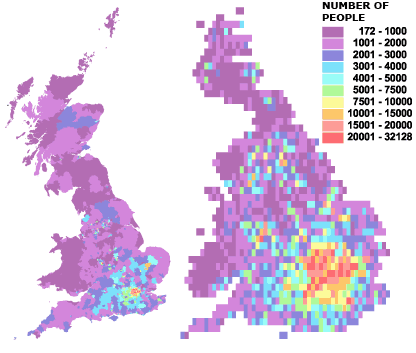 NUMBER OF
PEOPLE
172 - 1000
1001 - 2000
2001 - 3000
3001 - 4000
4001 - 5000
5001 - 7500
7501 - 10000
10001 - 15000
15001 - 20000
20001 - 32128